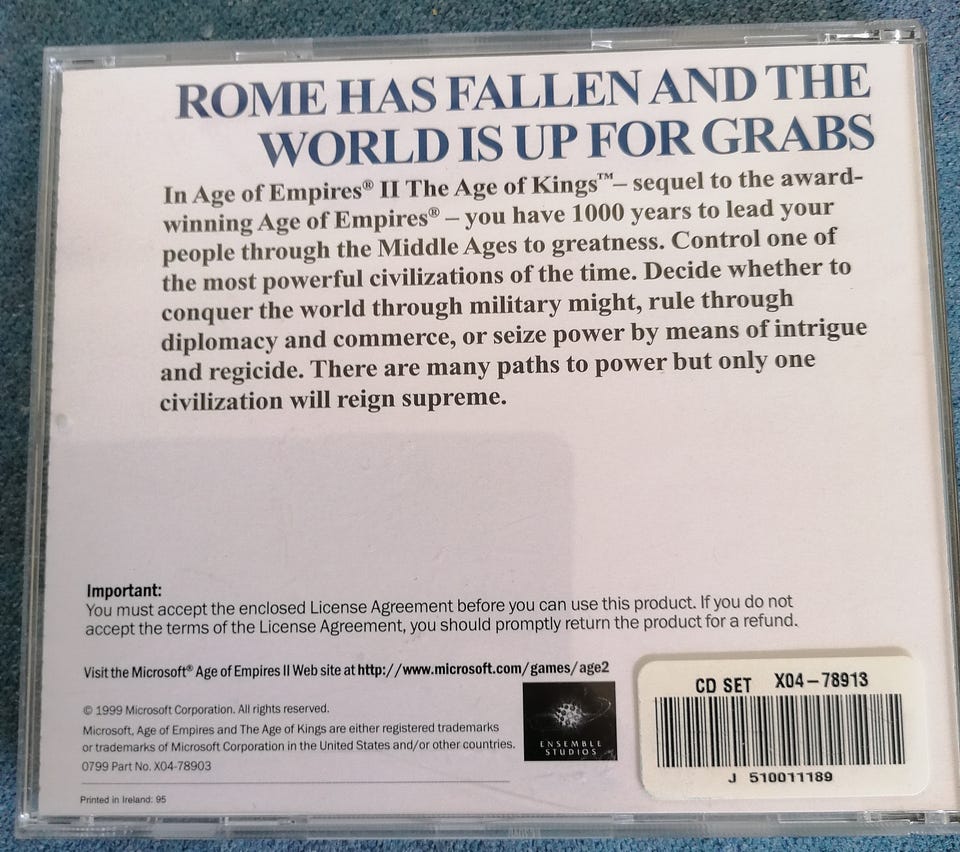 ROME HAS FALLEN AND THE
WORLD IS UP FOR GRABS
In Age of Empires® II The Age of Kings™– sequel to the award-
winning Age of Empires® – you have 1000 years to lead your
people through the Middle Ages to greatness. Control one of
the most powerful civilizations of the time. Decide whether to
conquer the world through military might, rule through
diplomacy and commerce, or seize power by means of intrigue
and regicide. There are many paths to power but only one
civilization will reign supreme.
Important:
You must accept the enclosed License Agreement before you can use this product. If you do not
accept the terms of the License Agreement, you should promptly return the product for a refund.
Visit the Microsoft® Age of Empires II Web site at http://www.microsoft.com/games/age2
© 1999 Microsoft Corporation. All rights reserved.
Microsoft, Age of Empires and The Age of Kings are either registered trademarks
or trademarks of Microsoft Corporation in the United States and/or other countries.
0799 Part No. X04-78903
Printed in Ireland: 95
ENSEMBLE
STUDIOS
CD SET X04-78913
J 510011189